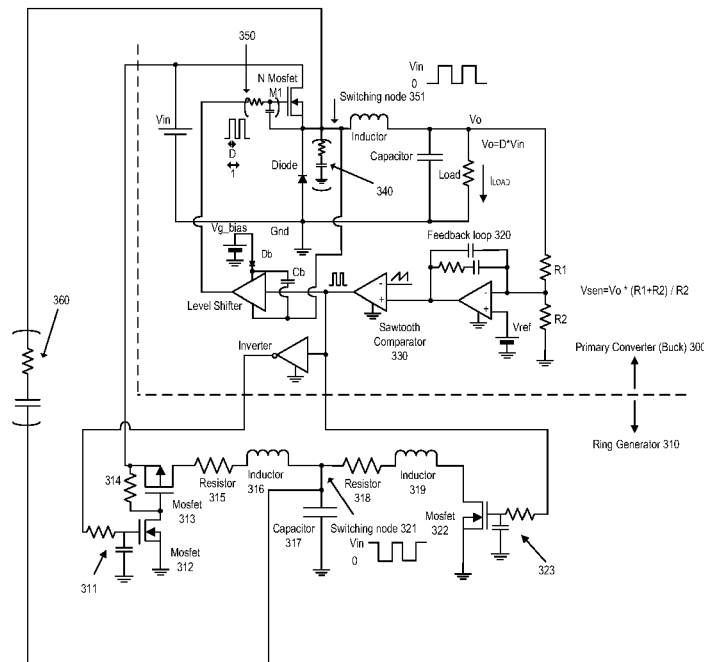 350
Vin
0
N Mosfet
M1
Switching node 351
Vin
D
1
Inductor
Vo
Vo=D*Vin
Capacitor
Load
ILOAD
Diode
340
Gnd
Vg_bias
Db
Cb
Feedback loop 320
R1
Vsen=Vo * (R1+R2) / R2
R2
Level Shifter
-
+
-
+
Vref
Sawtooth
Comparator
330
360
Inverter
Primary Converter (Buck) 300
Ring Generator 310
314
Mosfet
313
Resistor
315
Inductor
316
Resistor
318
Inductor
319
Mosfet
322
Capacitor
317
Switching node 321
Vin
0
Mosfet
312
311
323